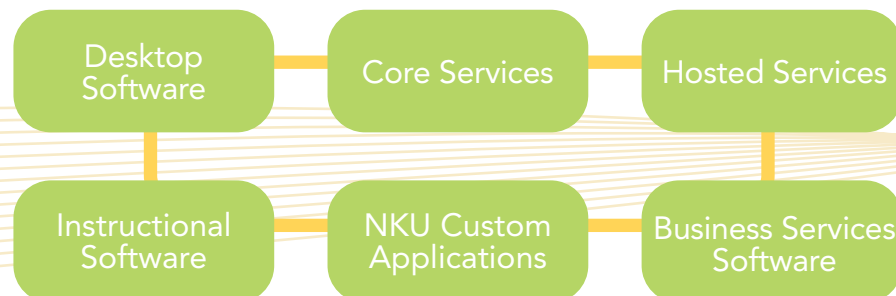 Desktop
Software
Core Services
Hosted Services
Instructional
Software
NKU Custom
Applications
Business Services
Software